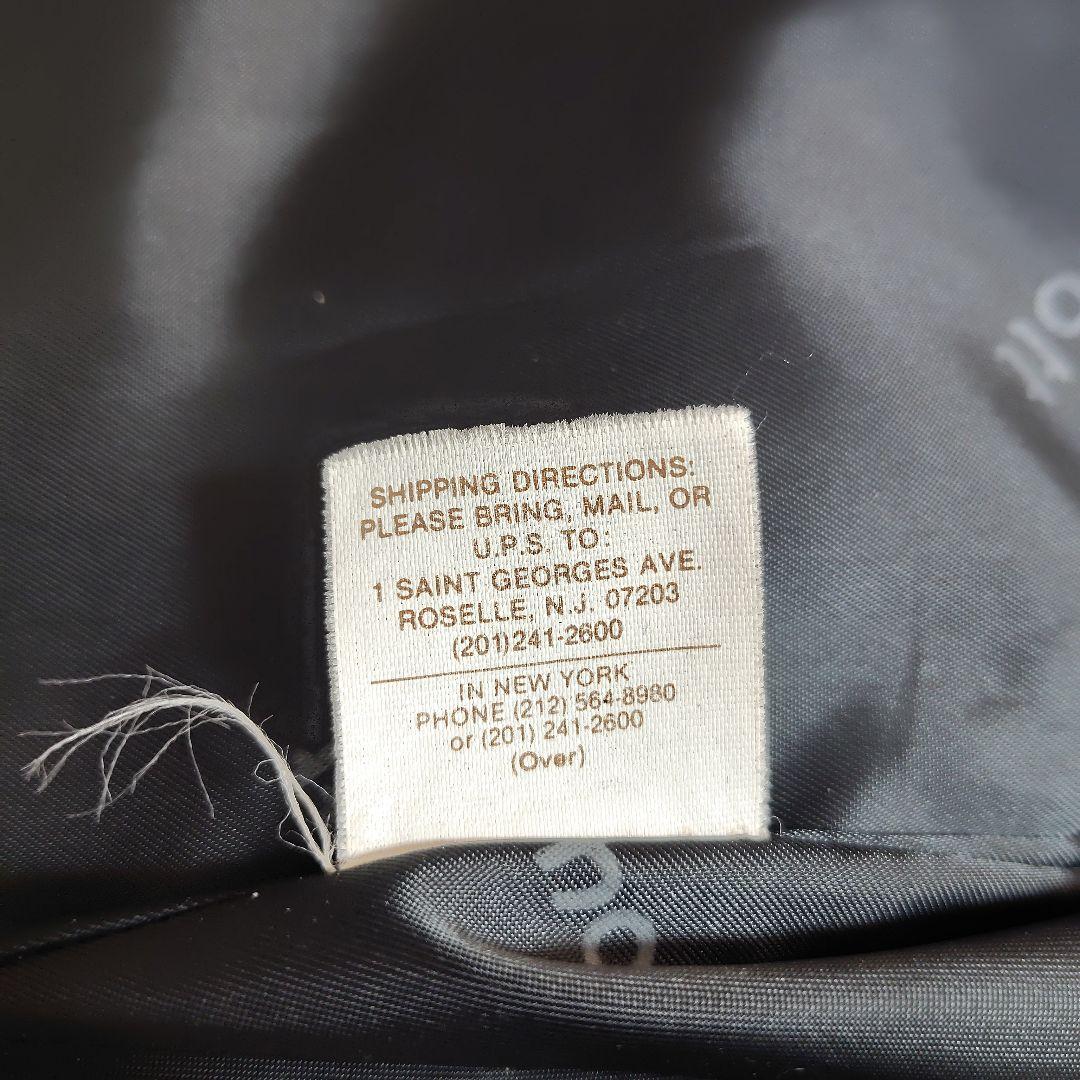 SHIPPING DIRECTIONS:
PLEASE BRING, MAIL, OR
U.P.S. TO:
1 SAINT GEORGES AVE.
ROSELLE, N.J. 07203
(201)241-2600
IN NEW YORK
PHONE (212) 564-8980
or (201) 241-2600
(Over)